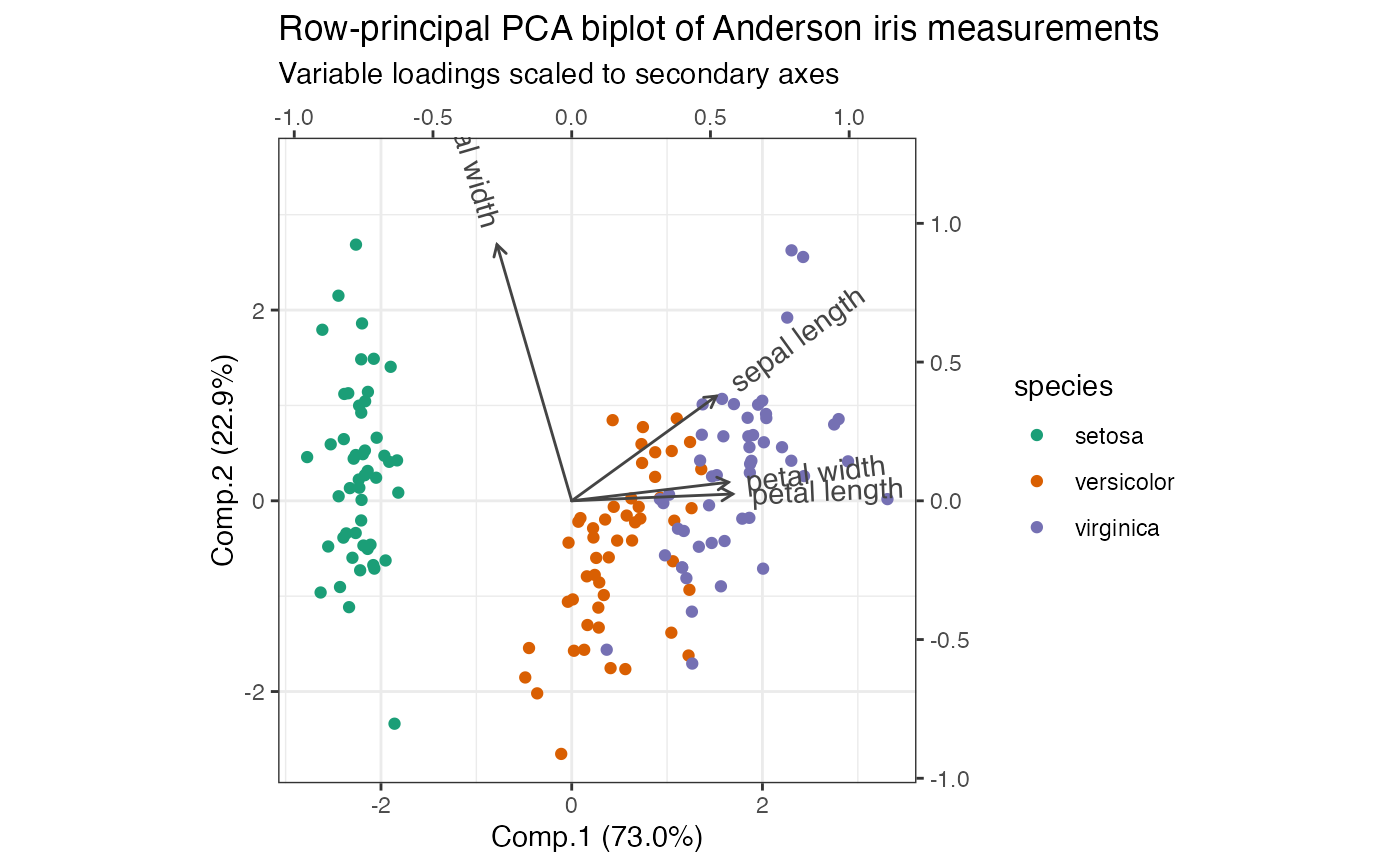 Row-principal PCA biplot of Anderson iris measurements
Variable loadings scaled to secondary axes
-1.0 -0.5 0.0 0.5 1.0
al width
1.0
sepal length
2
0.5
species
setosa
petal width
versicolor
petal length
0
0.0
virginica
Comp.2 (22.9%)
-0.5
-2
-1.0
-2 0 2
Comp.1 (73.0%)